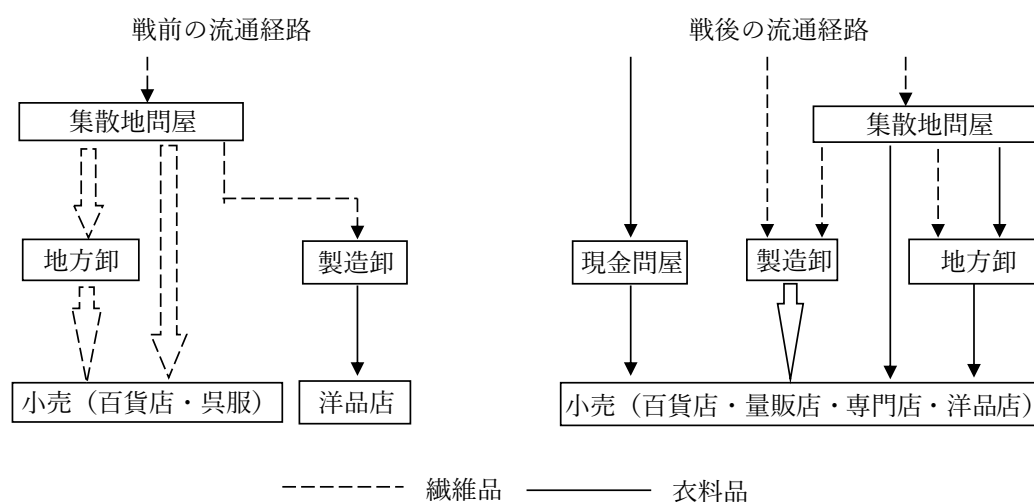 戦前の流通経路
集散地問屋
地方卸
製造卸
小売（百貨店・呉服）
洋品店
戦後の流通経路
集散地問屋
現金問屋
製造卸
地方卸
小売（百貨店・量販店・専門店・洋品店）
繊維品
衣料品